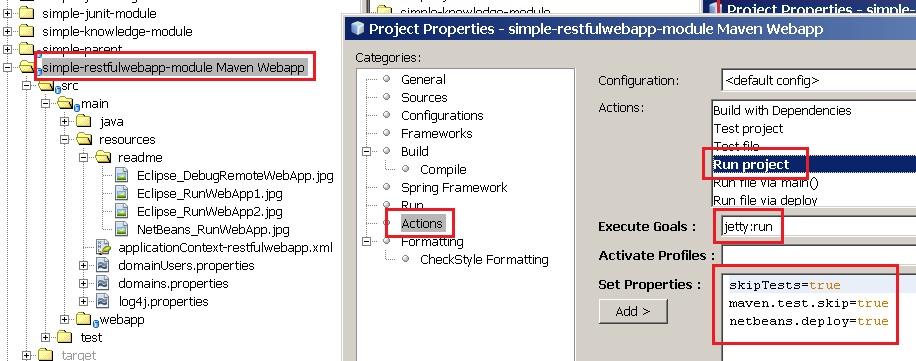 simple-junit-module
simple-knowledge-module
simple-parent
simple-restfulwebapp-module Maven Webapp
src
main
java
resources
readme
Eclipse_DebugRemoteWebApp.jpg
Eclipse_RunWebApp1.jpg
Eclipse_RunWebApp2.jpg
NetBeans_RunWebApp.jpg
applicationContext-restfulwebapp.xml
domainUsers.properties
domains.properties
log4j.properties
webapp
test
target
simple-knowledge-module
Project Properties - s
Project Properties - simple-restfulwebapp-module Maven Webapp
Categories:
General
Sources
Configurations
Frameworks
Build
Compile
Spring Framework
Run
Actions
Formatting
CheckStyle Formatting
Configuration:
<default config>
Actions:
Build with Dependencies
Test project
Test file
Run project
Run file via main()
Run file via deploy
Execute Goals :
jetty:run
Activate Profiles :
Set Properties :
Add >
skipTests=true
maven.test.skip=true
netbeans.deploy=true